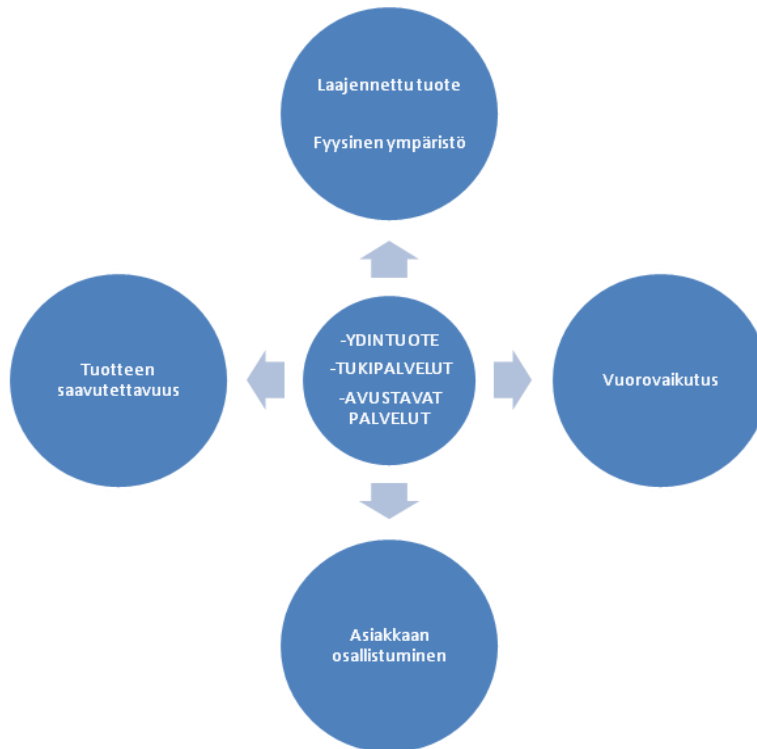 Laajennettu tuote
Fyysinen ympäristö
Tuotteen
saavutettavuus
-YDINTUOTE
-TUKIPALVELUT
-AVUSTAVAT
PALVELUT
Vuorovaikutus
Asiakkaan
osallistuminen